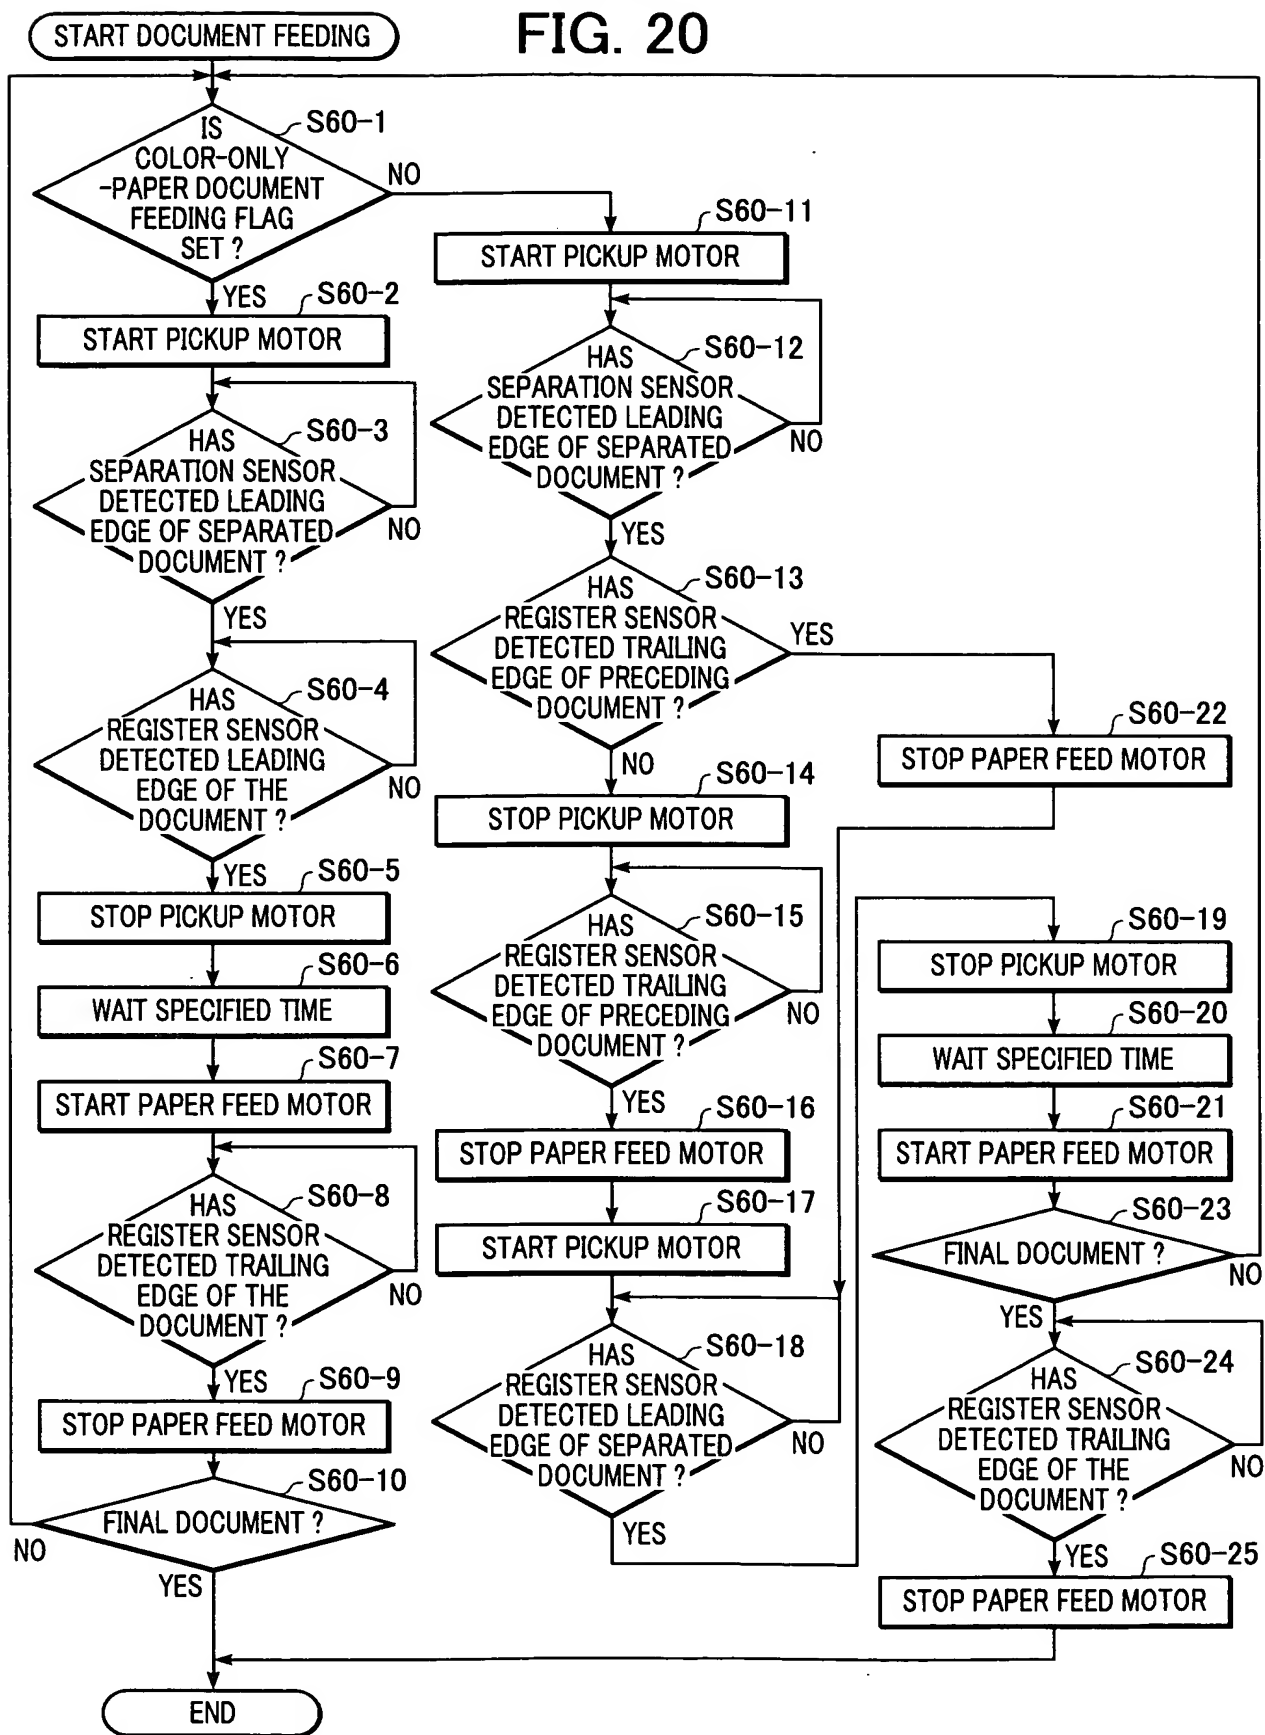 FIG. 20
START DOCUMENT FEEDING
S60-1
IS
COLOR-ONLY
-PAPER DOCUMENT
FEEDING FLAG
SET ?
NO
YES
S60-2
START PICKUP MOTOR
S60-3
HAS
SEPARATION SENSOR
DETECTED LEADING
EDGE OF SEPARATED
DOCUMENT ?
NO
YES
S60-4
HAS
REGISTER SENSOR
DETECTED LEADING
EDGE OF THE
DOCUMENT ?
NO
YES
S60-5
STOP PICKUP MOTOR
S60-6
WAIT SPECIFIED TIME
S60-7
START PAPER FEED MOTOR
S60-8
HAS
REGISTER SENSOR
DETECTED TRAILING
EDGE OF THE
DOCUMENT ?
NO
YES
S60-9
STOP PAPER FEED MOTOR
S60-10
FINAL DOCUMENT ?
NO
YES
END
S60-11
START PICKUP MOTOR
S60-12
HAS
SEPARATION SENSOR
DETECTED LEADING
EDGE OF SEPARATED
DOCUMENT ?
NO
YES
S60-13
HAS
REGISTER SENSOR
DETECTED TRAILING
EDGE OF PRECEDING
DOCUMENT ?
YES
NO
S60-14
STOP PICKUP MOTOR
S60-15
HAS
REGISTER SENSOR
DETECTED TRAILING
EDGE OF PRECEDING
DOCUMENT ?
NO
YES
S60-16
STOP PAPER FEED MOTOR
S60-17
START PICKUP MOTOR
S60-18
HAS
REGISTER SENSOR
DETECTED LEADING
EDGE OF SEPARATED
DOCUMENT ?
NO
YES
S60-22
STOP PAPER FEED MOTOR
S60-19
STOP PICKUP MOTOR
S60-20
WAIT SPECIFIED TIME
S60-21
START PAPER FEED MOTOR
S60-23
FINAL DOCUMENT ?
NO
YES
S60-24
HAS
REGISTER SENSOR
DETECTED TRAILING
EDGE OF THE
DOCUMENT ?
NO
YES
S60-25
STOP PAPER FEED MOTOR